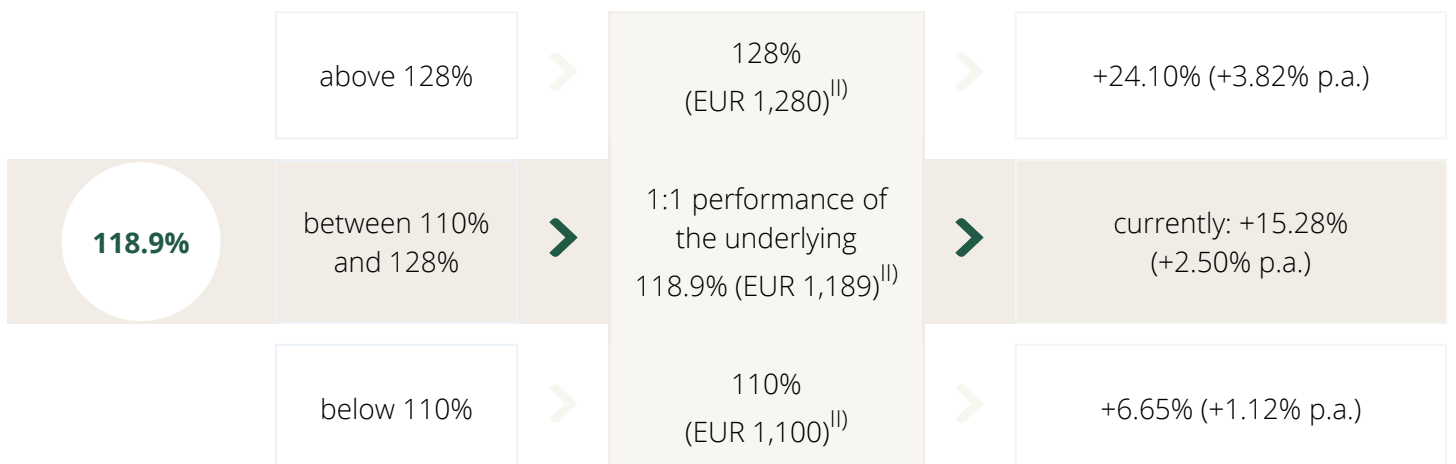 above 128%
128%
(EUR 1,280)II)
+24.10% (+3.82% p.a.)
118.9%
between 110%
and 128%
1:1 performance of
the underlying
118.9% (EUR 1,189)II)
currently: +15.28%
(+2.50% p.a.)
below 110%
110%
(EUR 1,100)II)
+6.65% (+1.12% p.a.)